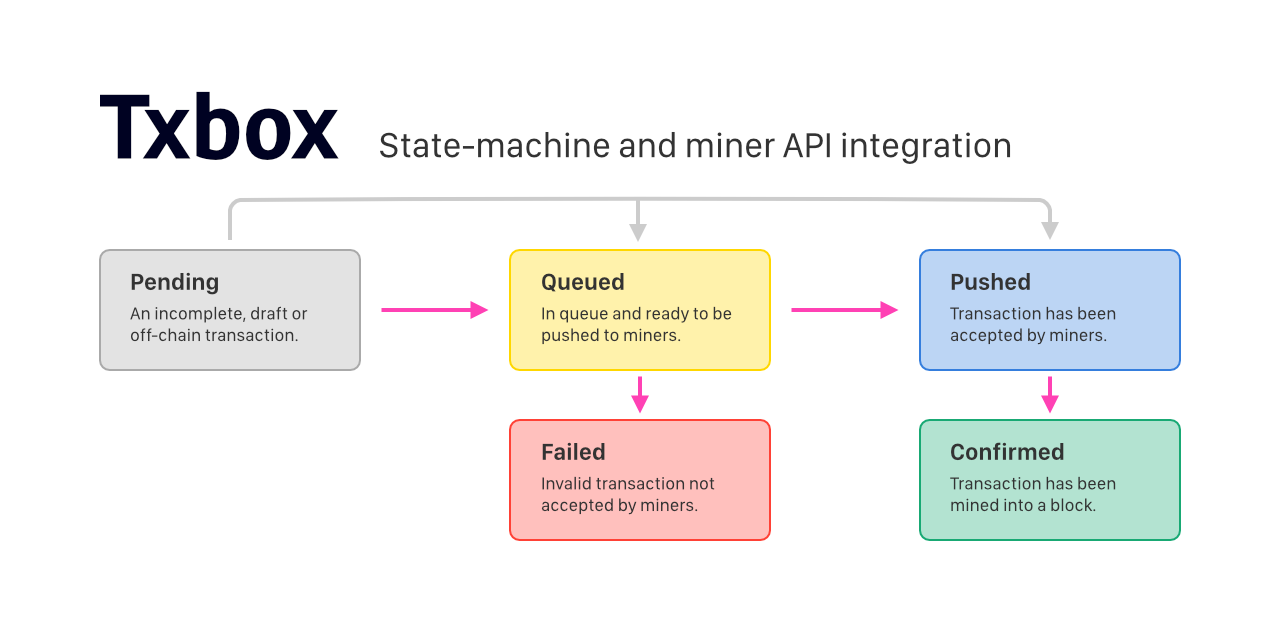 Txbox
State-machine and miner API integration
Pending
An incomplete, draft or
off-chain transaction.
Queued
In queue and ready to be
pushed to miners.
Pushed
Transaction has been
accepted by miners.
Failed
Invalid transaction not
accepted by miners.
Confirmed
Transaction has been
mined into a block.